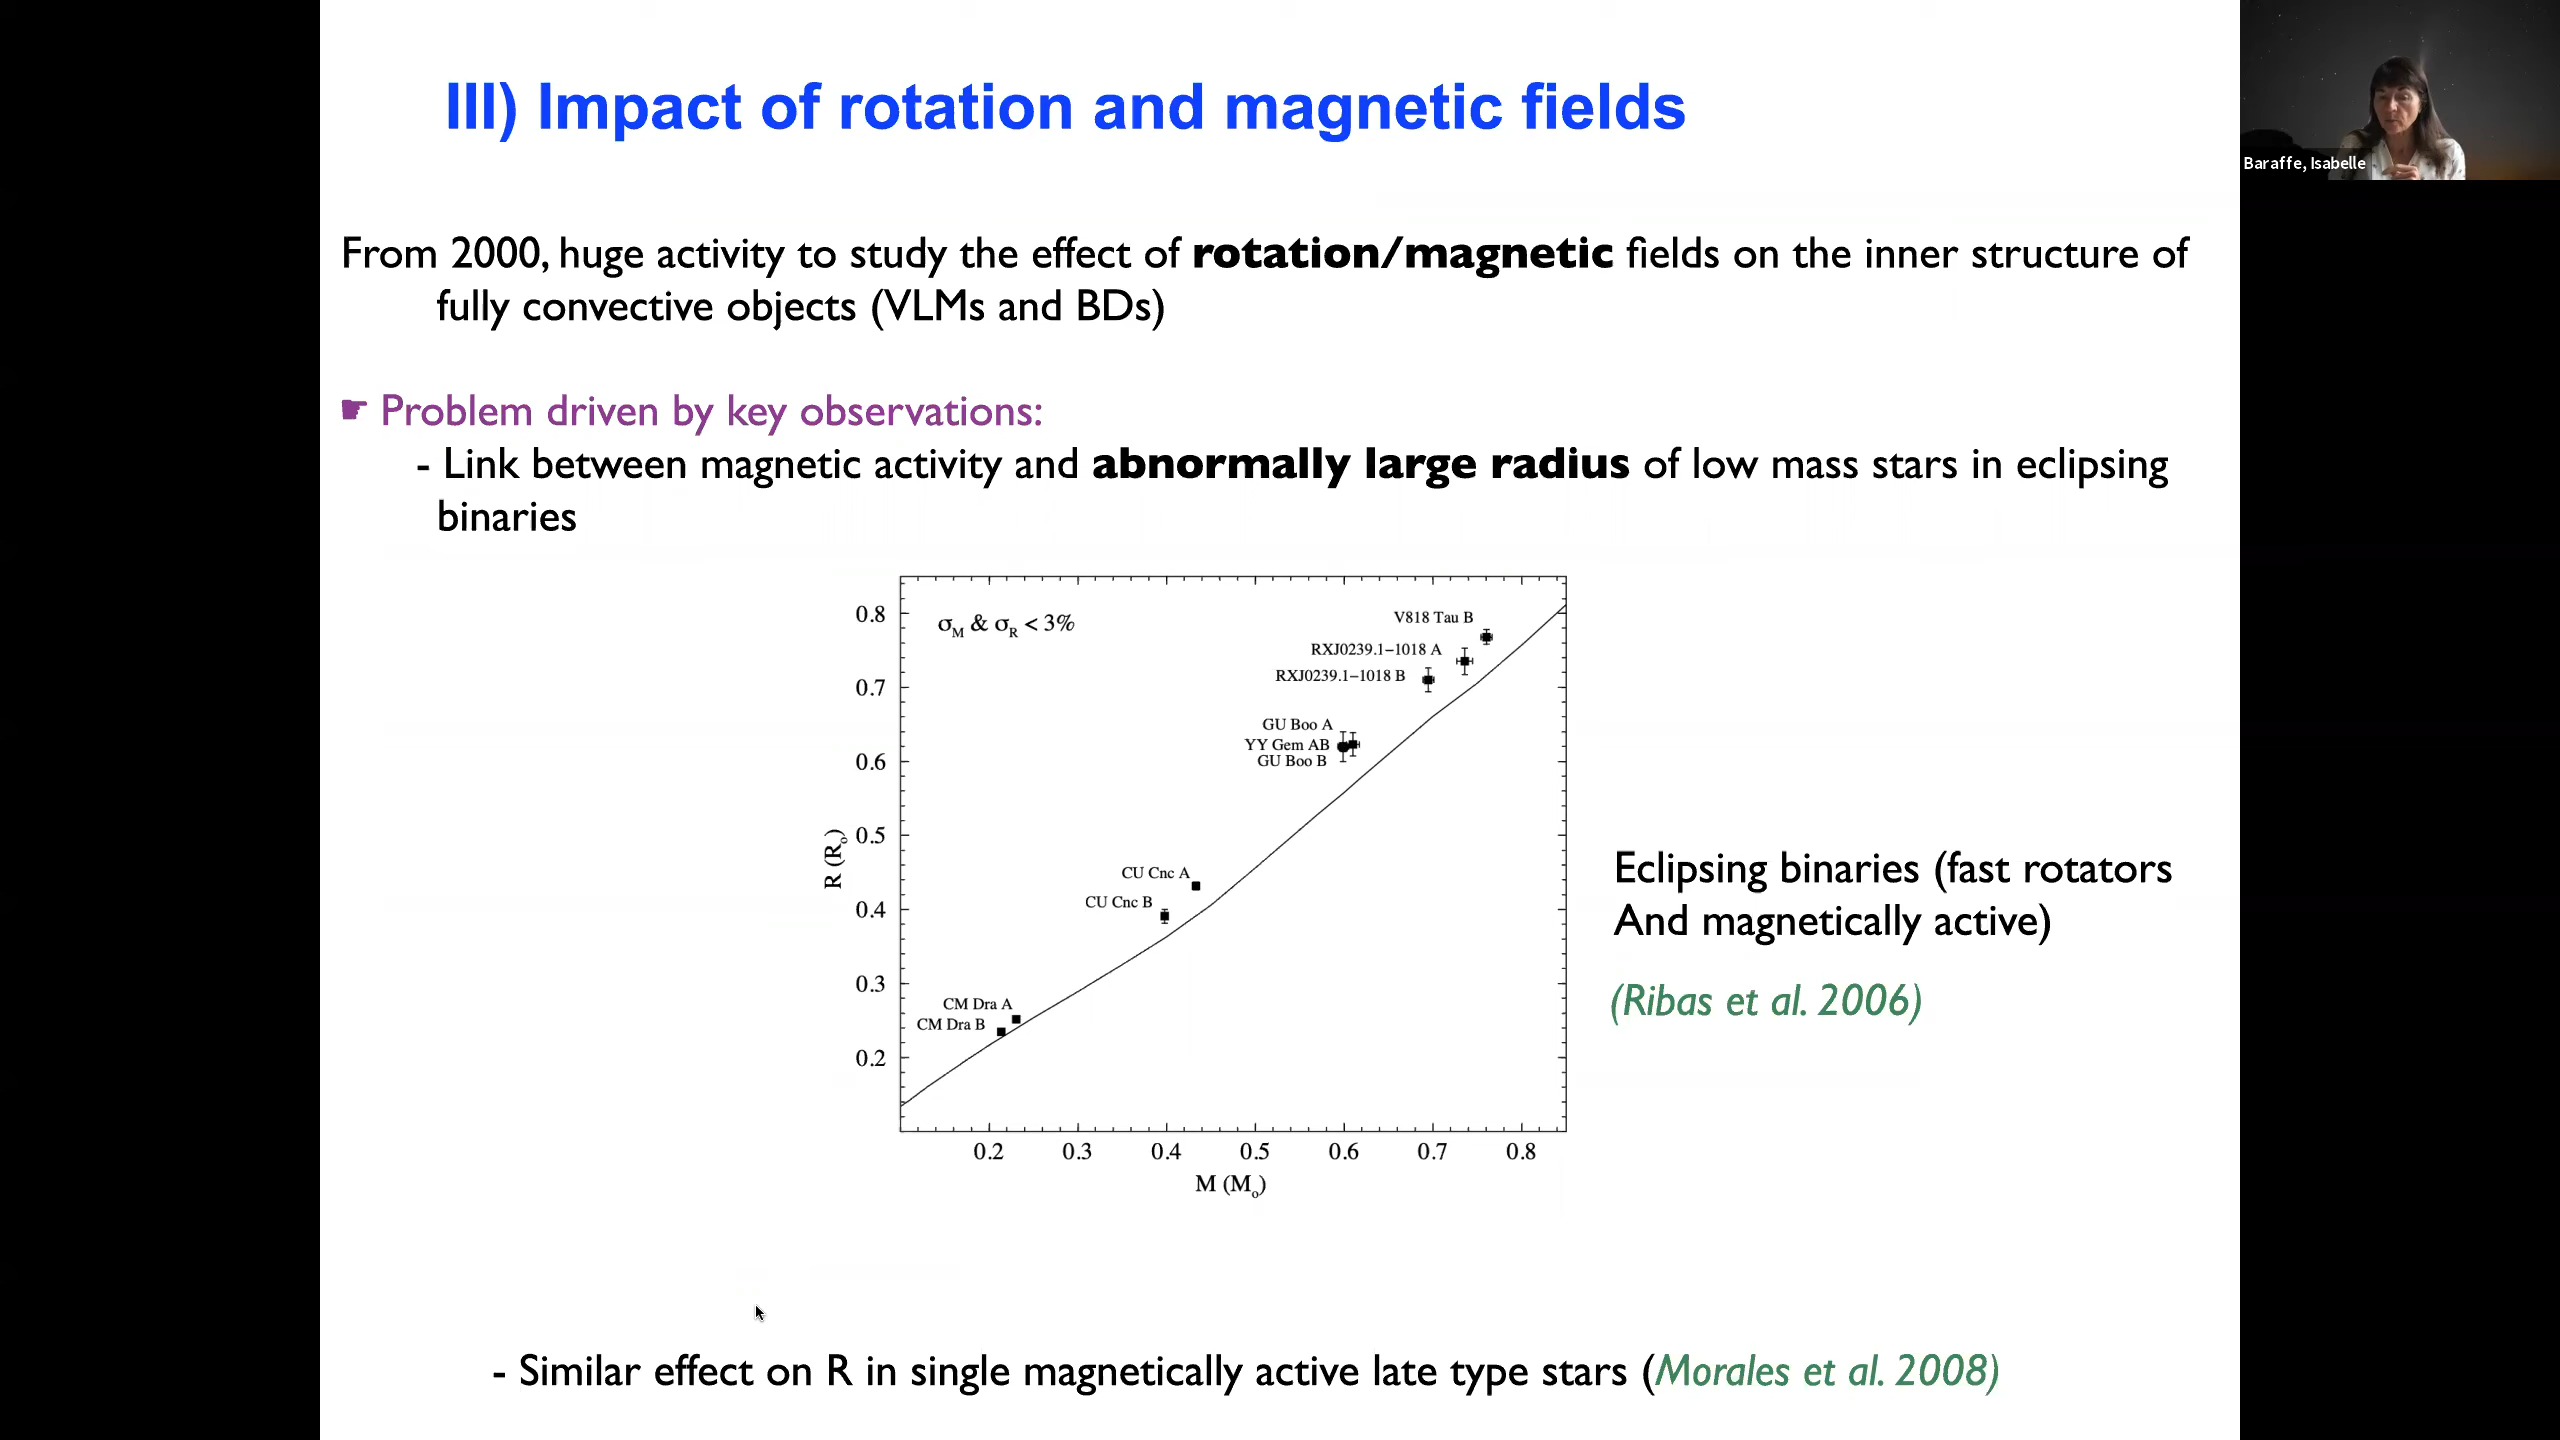 III) Impact of rotation and magnetic fields
Baraffe, Isabelle
From 2000, huge activity to study the effect of rotation/magnetic fields on the inner structure of
fully convective objects (VLMs and BDs)
☛ Problem driven by key observations:
- Link between magnetic activity and abnormally large radius of low mass stars in eclipsing
binaries
σM & σR < 3%
V818 Tau B
RXJ0239.1−1018 A
RXJ0239.1−1018 B
GU Boo A
YY Gem AB
GU Boo B
CU Cnc A
CU Cnc B
CM Dra A
CM Dra B
0.8
0.7
0.6
0.5
0.4
0.3
0.2
R (Ro)
0.2 0.3 0.4 0.5 0.6 0.7 0.8
M (Mo)
Eclipsing binaries (fast rotators
And magnetically active)
(Ribas et al. 2006)
- Similar effect on R in single magnetically active late type stars (Morales et al. 2008)